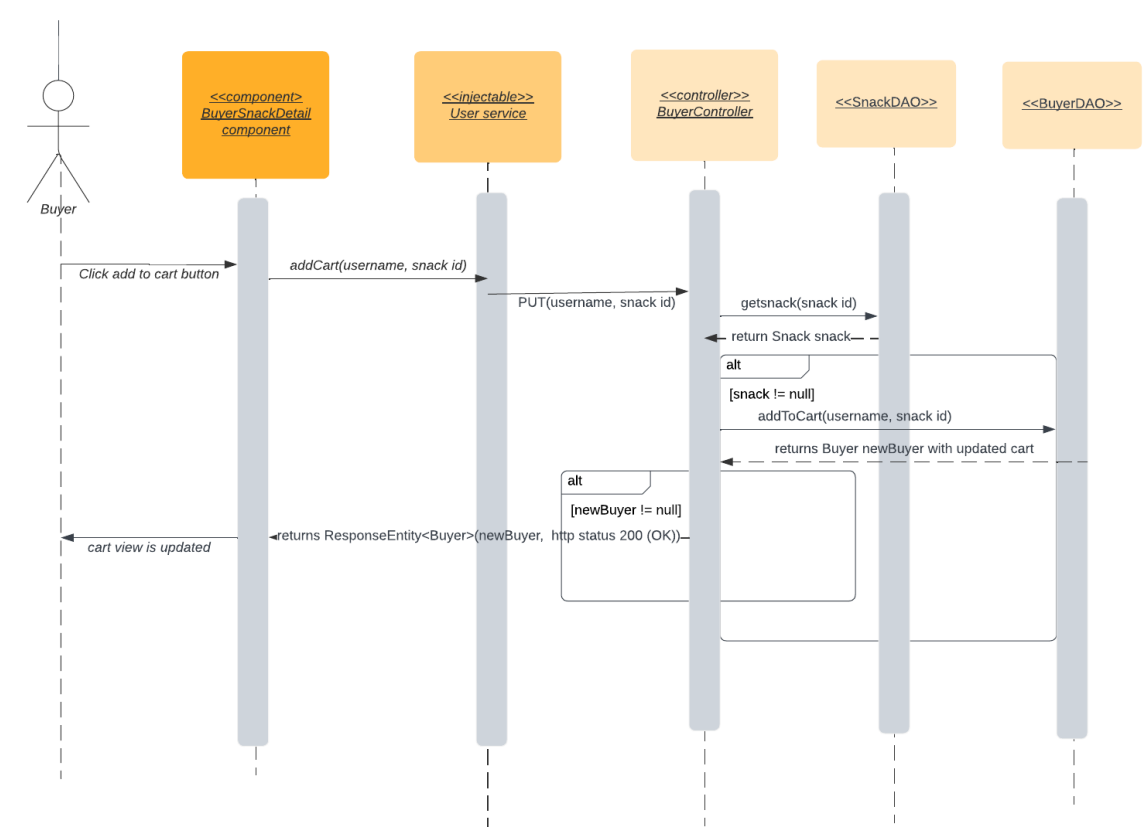 <<component>
BuyerSnackDetail
component
<<injectable>>
User service
<<controller>>
BuyerController
<<SnackDAO>>
<<BuyerDAO>>
Buyer
Click add to cart button
addCart(username, snack id)
PUT(username, snack id)
getsnack(snack id)
return Snack snack
alt
[snack != null]
addToCart(username, snack id)
returns Buyer newBuyer with updated cart
alt
[newBuyer != null]
returns ResponseEntity<Buyer>(newBuyer, http status 200 (OK))
cart view is updated